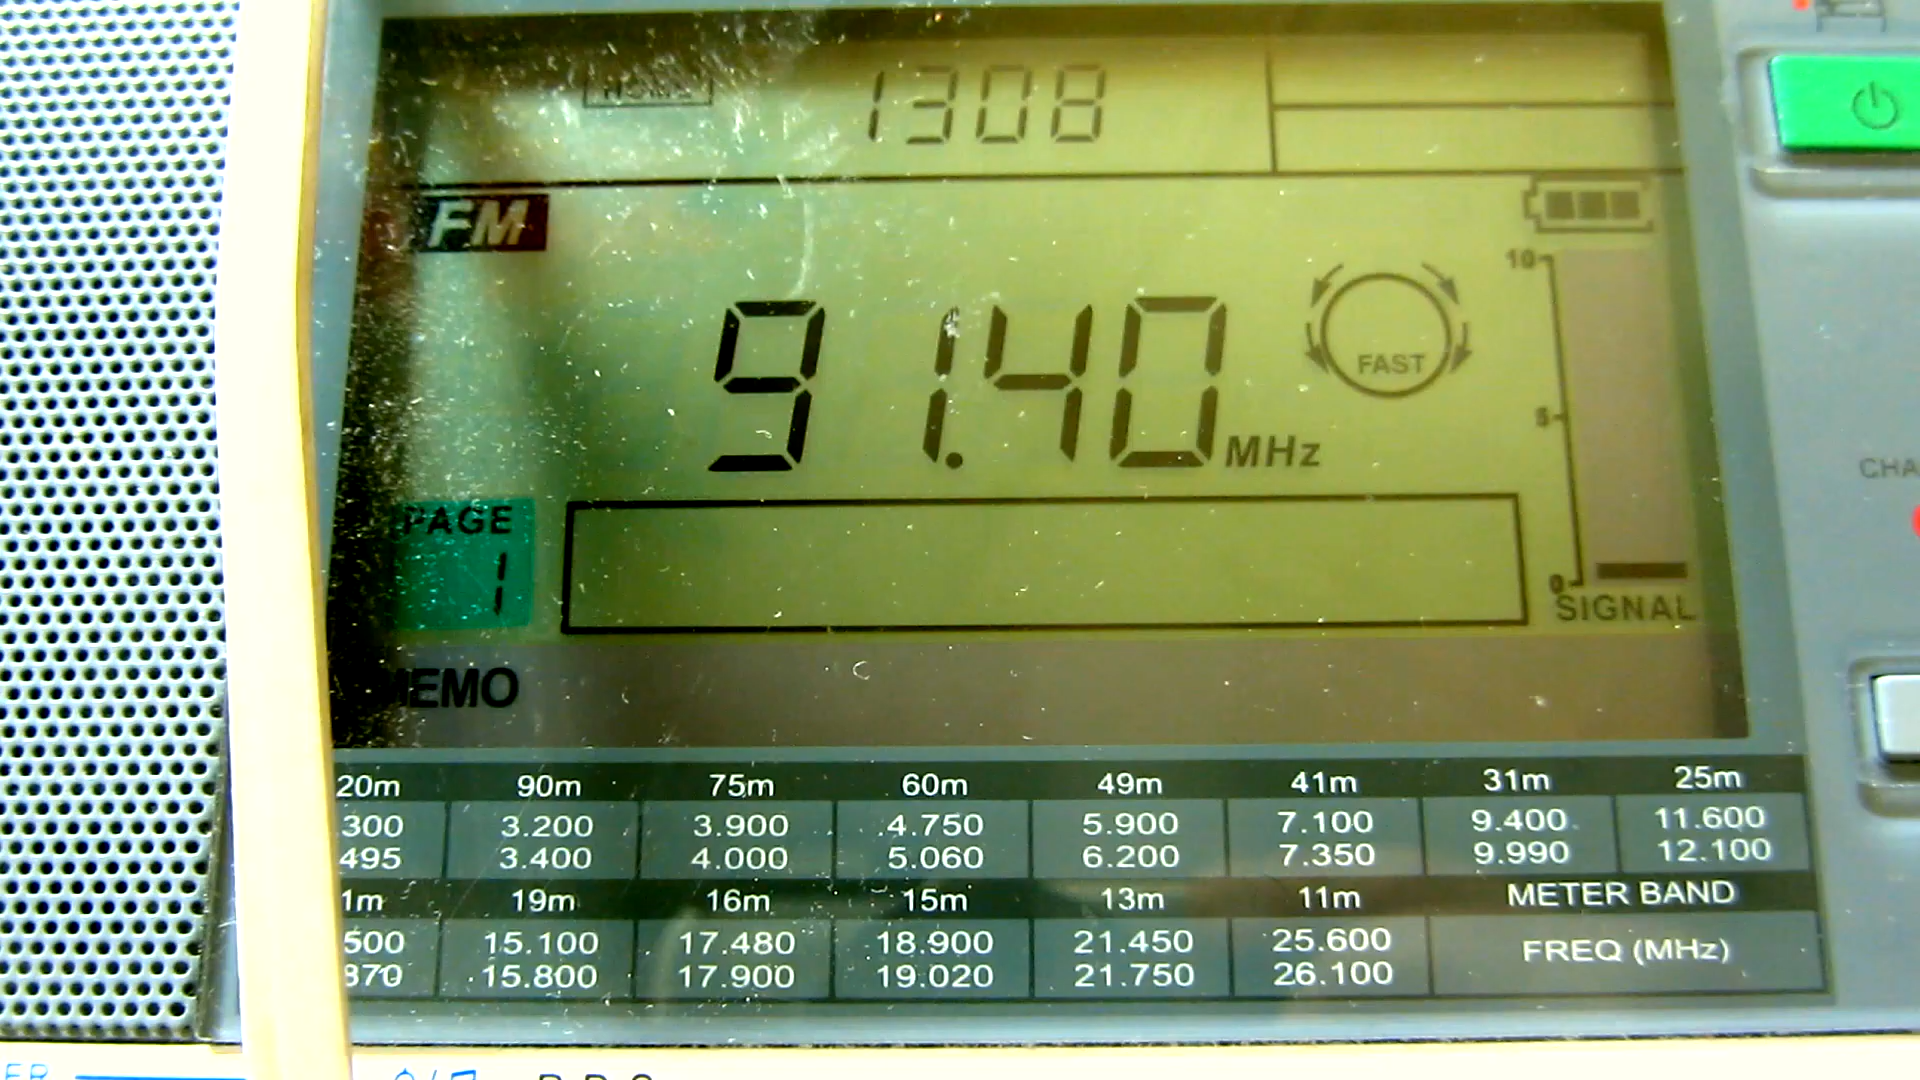 HOME 1308
FM
91.40 MHz
FAST
10
5
0
SIGNAL
PAGE
1
MEMO
CHA
20m 90m 75m 60m 49m 41m 31m 25m
300 3.200 3.900 4.750 5.900 7.100 9.400 11.600
495 3.400 4.000 5.060 6.200 7.350 9.990 12.100
1m 19m 16m 15m 13m 11m METER BAND
500 15.100 17.480 18.900 21.450 25.600 FREQ (MHz)
870 15.800 17.900 19.020 21.750 26.100